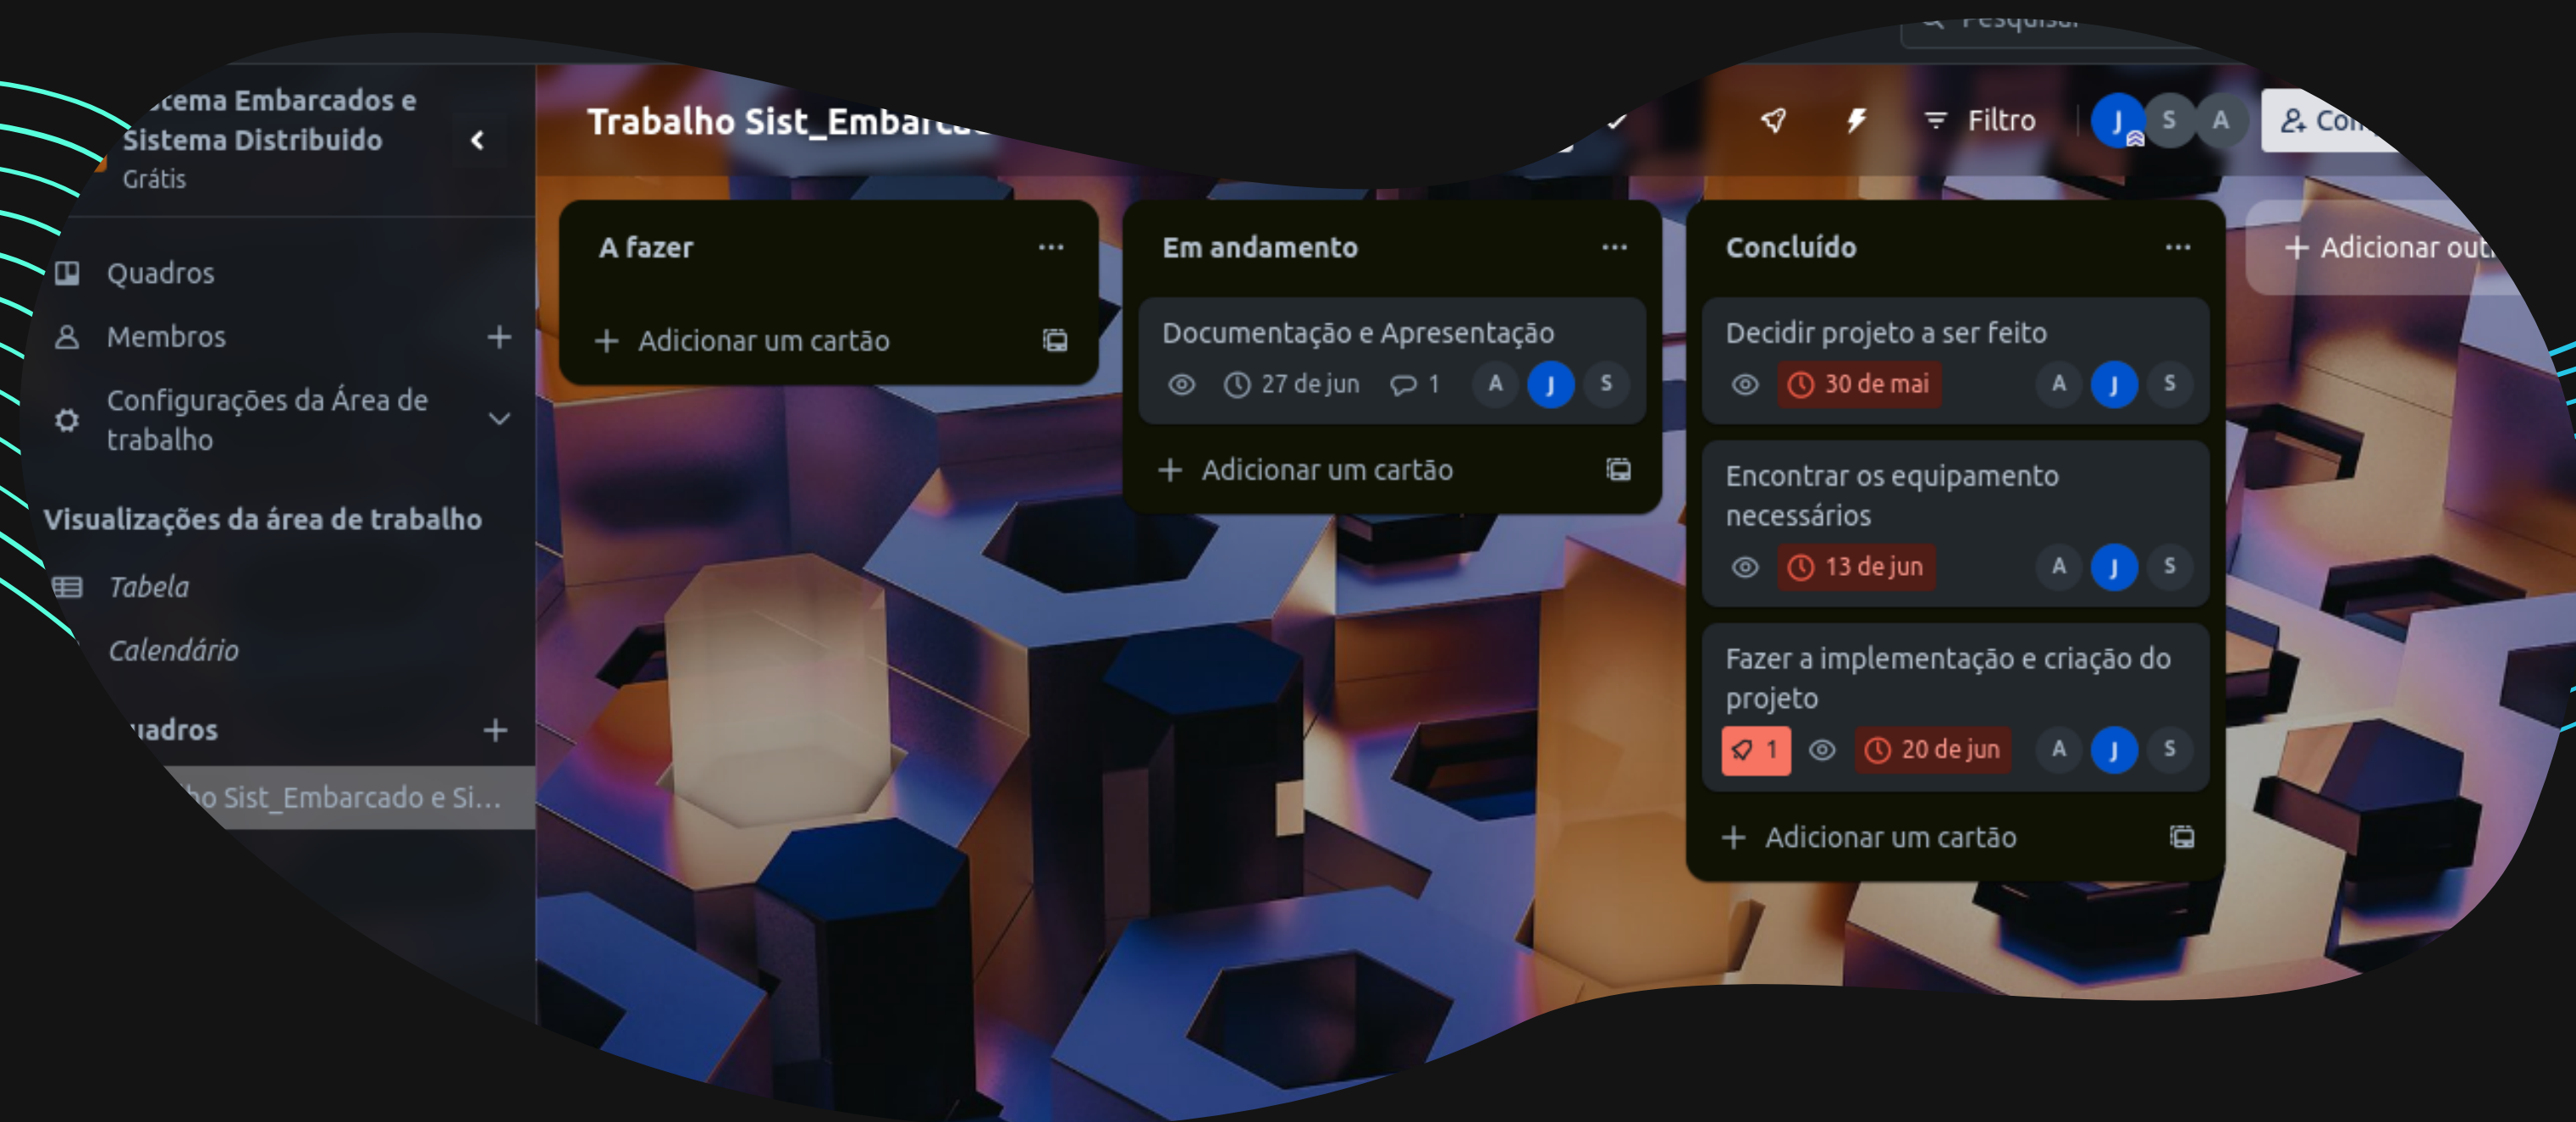 Embarcados e
Sistema Distribuido
Grátis
Quadros
Membros
Configurações da Área de
trabalho
Visualizações da área de trabalho
Tabela
Calendário
Sist_Embarcado e Si...
Trabalho
Filtro
J S A
A fazer
Adicionar um cartão
Em andamento
Documentação e Apresentação
27 de jun 1 A J S
Adicionar um cartão
Concluído
Decidir projeto a ser feito
30 de mai A J S
Encontrar os equipamento
necessários
13 de jun A J S
Fazer a implementação e criação do
projeto
1 20 de jun A J S
Adicionar um cartão
Adicionar